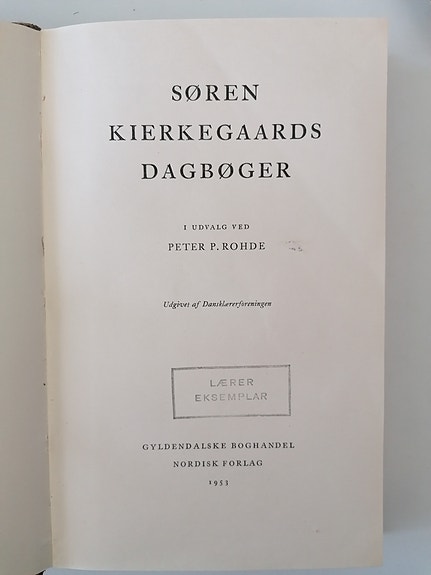 SØREN
KIERKEGAARDS
DAGBØGER
I UDVALG VED
PETER P. ROHDE
Udgivet af Dansklærerforeningen
LÆRER
EKSEMPLAR
GYLDENDALSKE BOGHANDEL
NORDISK FORLAG
1953